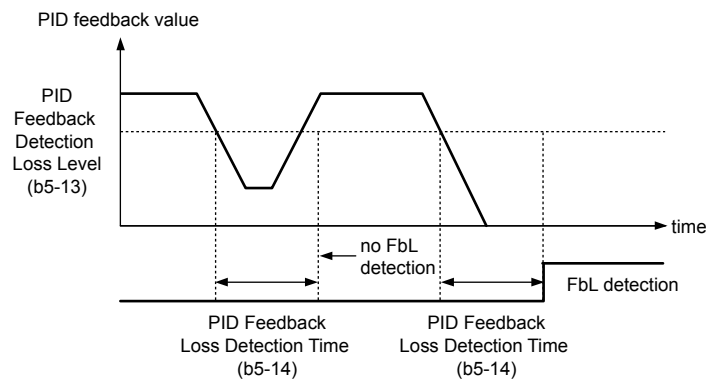 PID feedback value
PID
Feedback
Detection
Loss Level
(b5-13)
time
no FbL
detection
FbL detection
PID Feedback
Loss Detection Time
(b5-14)
PID Feedback
Loss Detection Time
(b5-14)